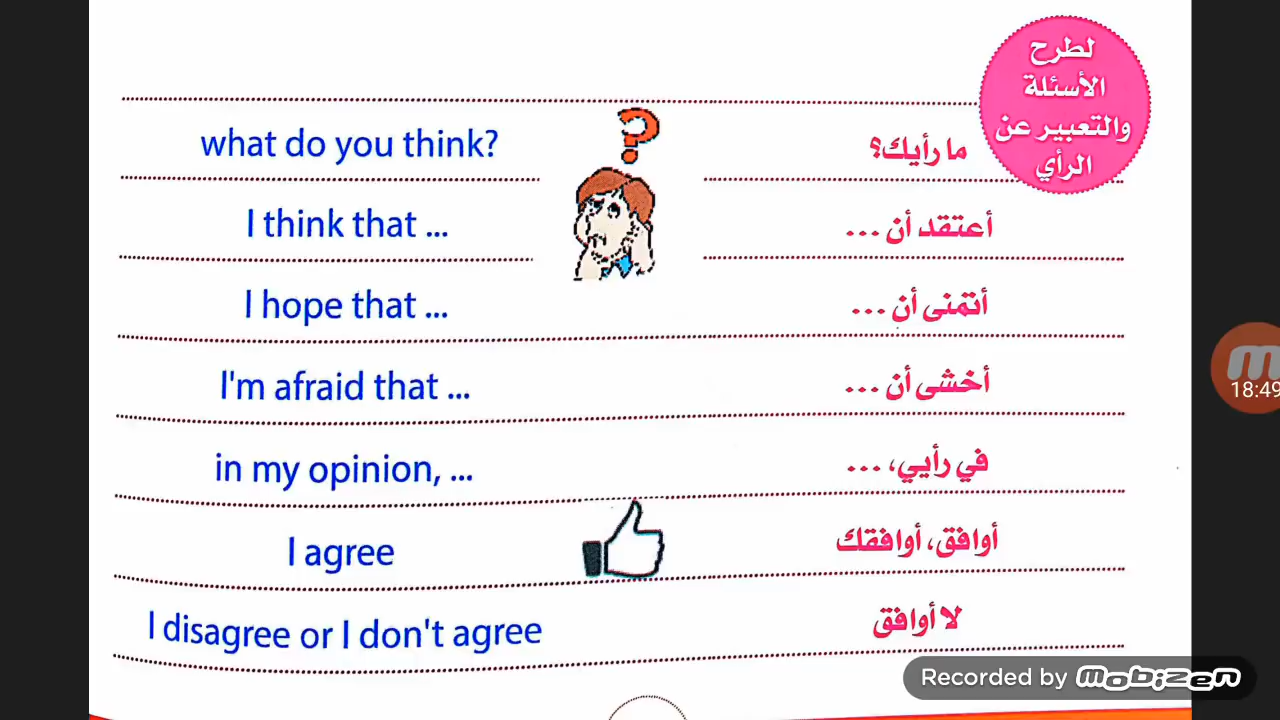 لطرح
الأسئلة
والتعبير عن
الرأي
what do you think?
ما رأيك؟
I think that ...
أعتقد أن ...
I hope that ...
أتمنى أن ...
I'm afraid that ...
أخشى أن ...
in my opinion, ...
في رأيي، ...
I agree
أوافق، أوافقك
I disagree or I don't agree
لا أوافق
18:49
Recorded by mobizen